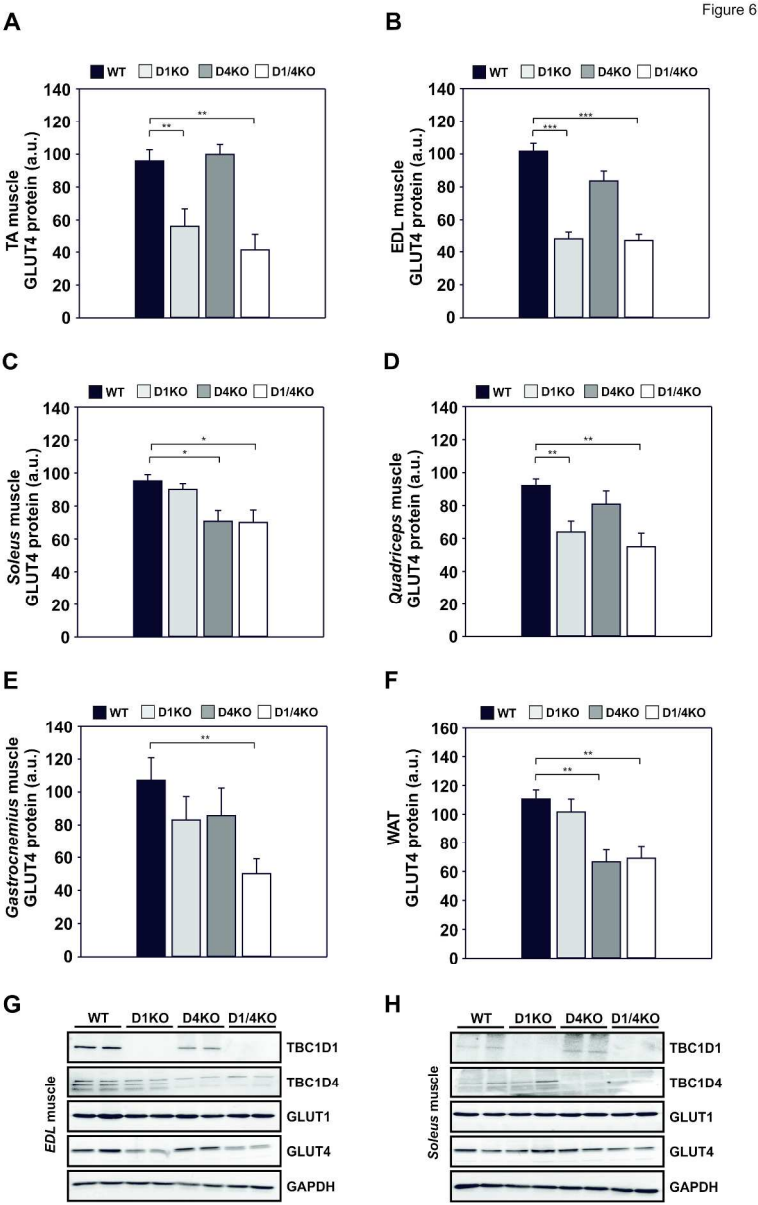 Figure 6
A
WT D1KO D4KO D1/4KO
TA muscle
GLUT4 protein (a.u.)
140
120
100
80
60
40
20
0
**
**
B
WT D1KO D4KO D1/4KO
EDL muscle
GLUT4 protein (a.u.)
140
120
100
80
60
40
20
0
***
***
C
WT D1KO D4KO D1/4KO
Soleus muscle
GLUT4 protein (a.u.)
140
120
100
80
60
40
20
0
*
*
D
WT D1KO D4KO D1/4KO
Quadriceps muscle
GLUT4 protein (a.u.)
140
120
100
80
60
40
20
0
**
**
E
WT D1KO D4KO D1/4KO
Gastrocnemius muscle
GLUT4 protein (a.u.)
140
120
100
80
60
40
20
0
**
F
WT D1KO D4KO D1/4KO
WAT
GLUT4 protein (a.u.)
160
140
120
100
80
60
40
20
0
**
**
G
WT D1KO D4KO D1/4KO
EDL muscle
TBC1D1
TBC1D4
GLUT1
GLUT4
GAPDH
H
WT D1KO D4KO D1/4KO
Soleus muscle
TBC1D1
TBC1D4
GLUT1
GLUT4
GAPDH